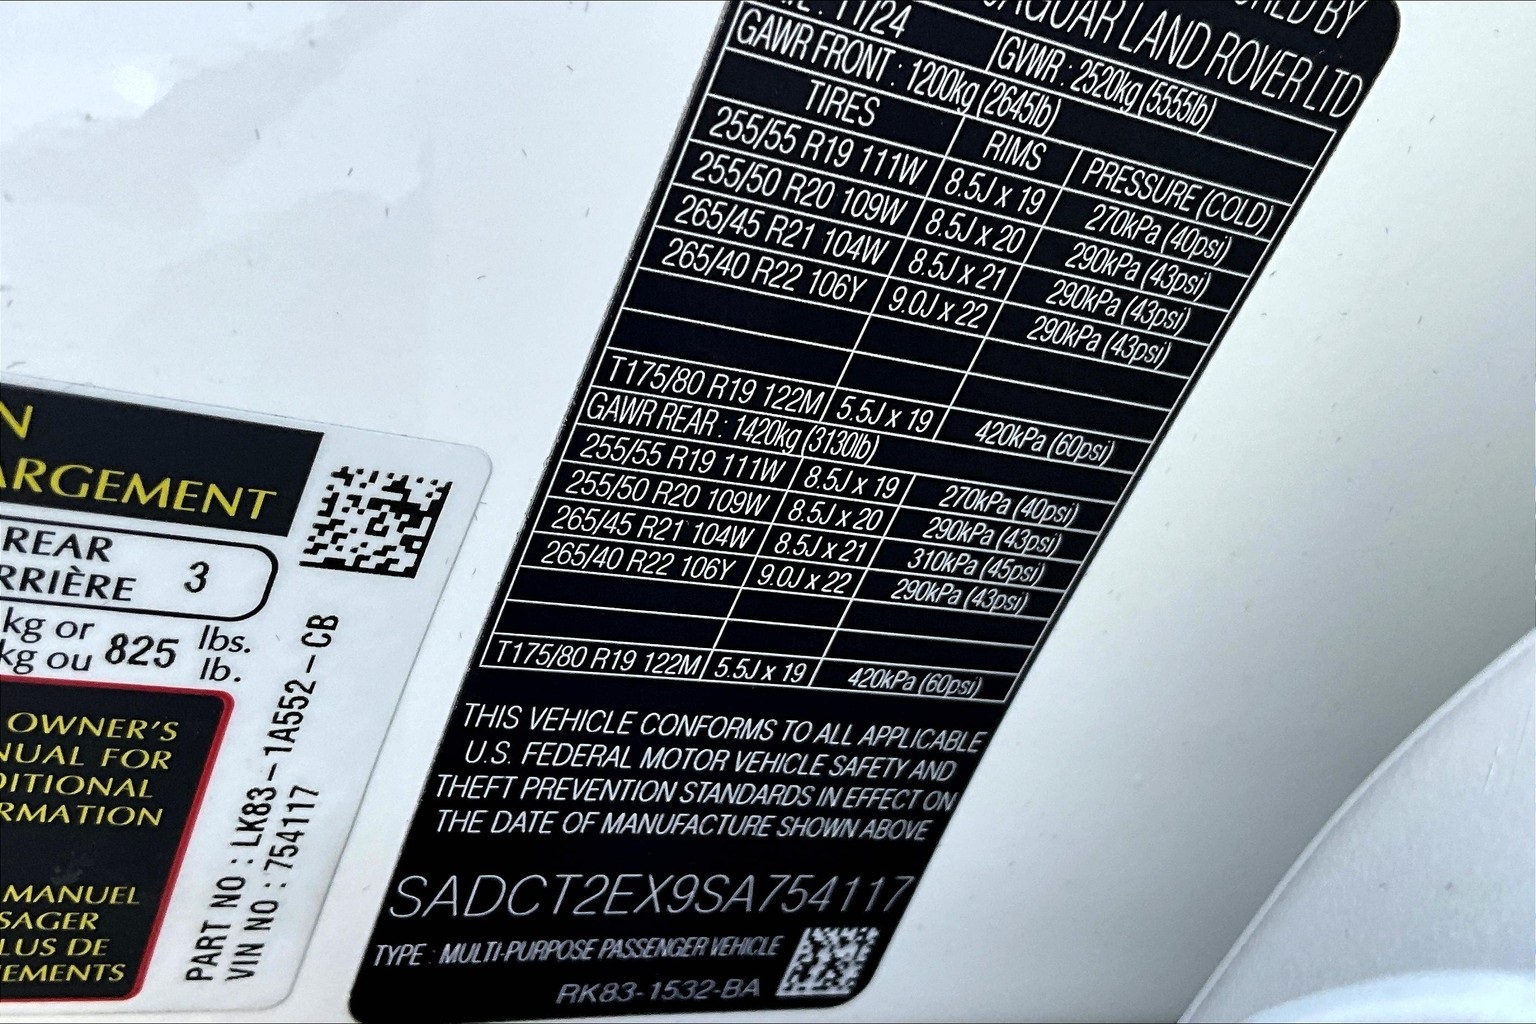 JAGUAR LAND ROVER LTD
11/24
GVWR : 2520kg (5555lb)
GAWR FRONT : 1200kg (2645lb)
TIRES RIMS PRESSURE (COLD)
255/55 R19 111W 8.5J x 19 270kPa (40psi)
255/50 R20 109W 8.5J x 20 290kPa (43psi)
265/45 R21 104W 8.5J x 21 290kPa (43psi)
265/40 R22 106Y 9.0J x 22 290kPa (43psi)
T175/80 R19 122M 5.5J x 19 420kPa (60psi)
GAWR REAR : 1420kg (3130lb)
255/55 R19 111W 8.5J x 19 270kPa (40psi)
255/50 R20 109W 8.5J x 20 290kPa (43psi)
265/45 R21 104W 8.5J x 21 310kPa (45psi)
265/40 R22 106Y 9.0J x 22 290kPa (43psi)
T175/80 R19 122M 5.5J x 19 420kPa (60psi)
THIS VEHICLE CONFORMS TO ALL APPLICABLE
U.S. FEDERAL MOTOR VEHICLE SAFETY AND
THEFT PREVENTION STANDARDS IN EFFECT ON
THE DATE OF MANUFACTURE SHOWN ABOVE
SADCT2EX9SA754117
TYPE : MULTI-PURPOSE PASSENGER VEHICLE
RK83-1532-BA
N
ARGEMENT
REAR
RRIÈRE 3
kg or 825 lbs.
kg ou lb.
OWNER'S
NUAL FOR
DITIONAL
RMATION
MANUEL
SAGER
LUS DE
NEMENTS
PART NO : LK83-1A552-CB
VIN NO : 754117